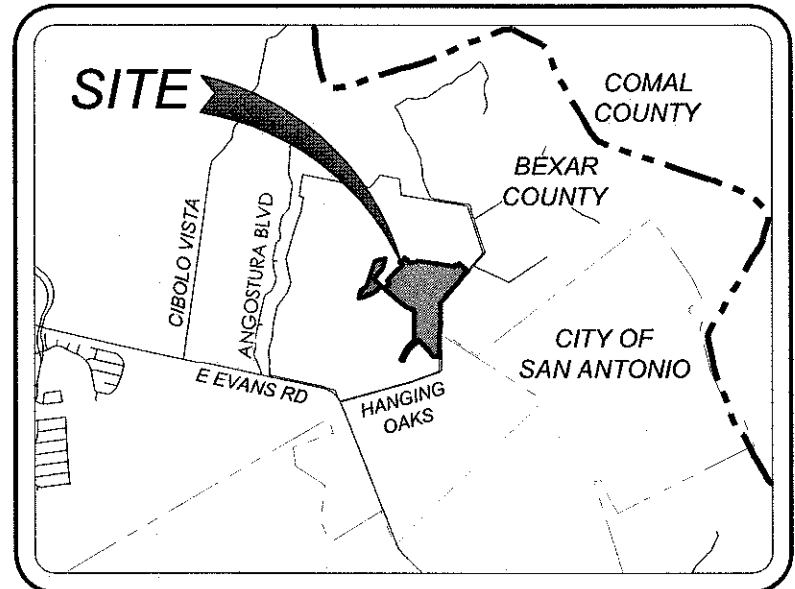 SITE
COMAL
COUNTY
BEXAR
COUNTY
CIBOLO VISTA
ANGOSTURA BLVD
CITY OF
SAN ANTONIO
E EVANS RD
HANGING
OAKS